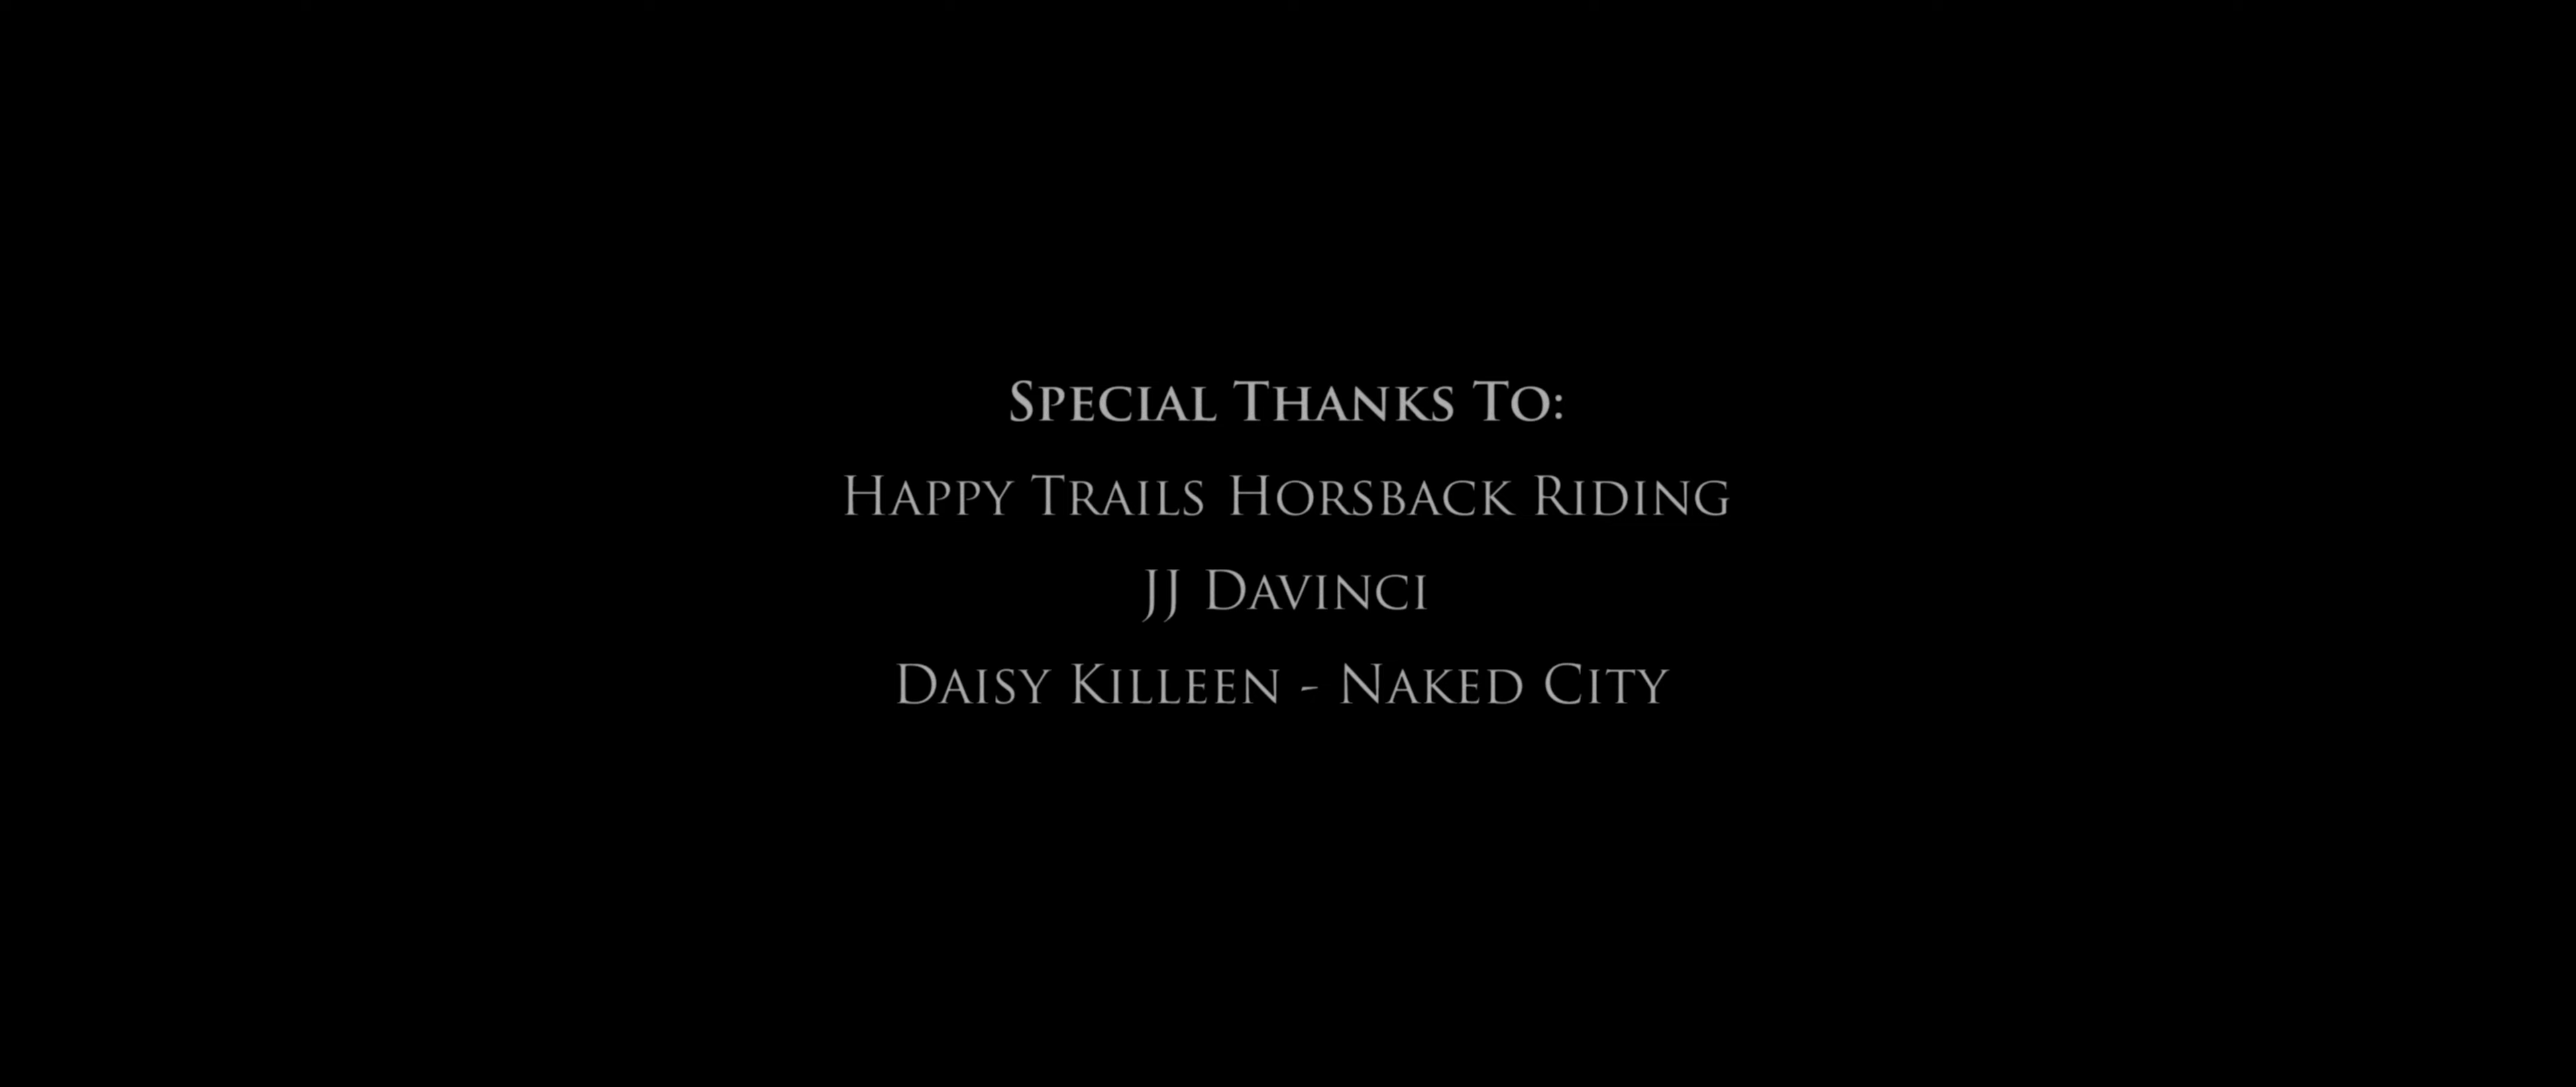 Special Thanks To:
Happy Trails Horsback Riding
JJ Davinci
Daisy Killeen - Naked City